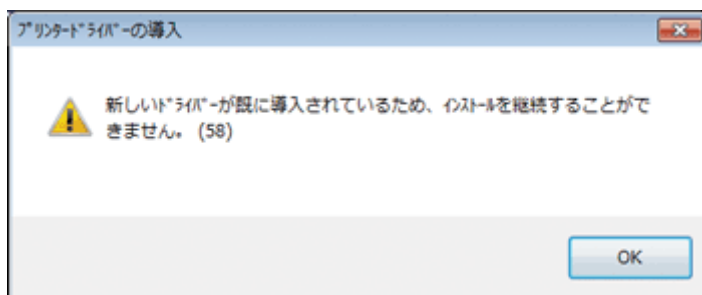 ﾌﾟﾘﾝﾀｰﾄﾞﾗｲﾊﾞｰの導入
新しいﾄﾞﾗｲﾊﾞｰが既に導入されているため、ｲﾝｽﾄｰﾙを継続することがで
きません。 (58)
OK